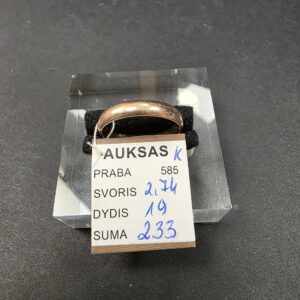 AUKSAS K
PRABA 585
SVORIS 2,74
DYDIS 19
SUMA 233